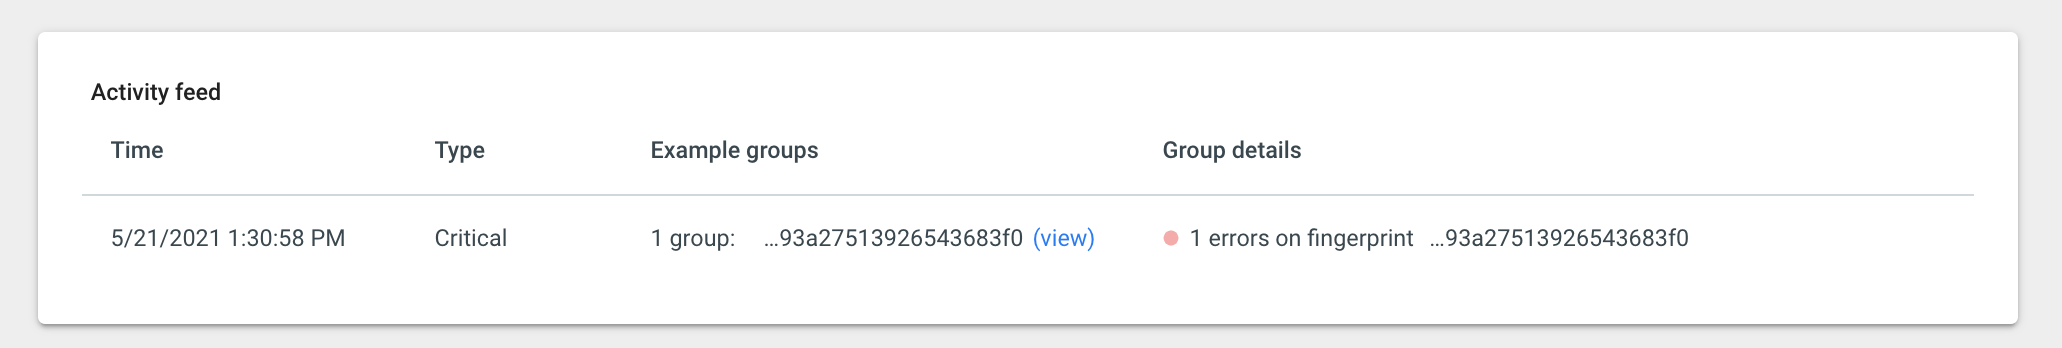 Activity feed
Time Type Example groups Group details
5/21/2021 1:30:58 PM Critical 1 group: ...93a27513926543683f0 (view) 1 errors on fingerprint ...93a27513926543683f0